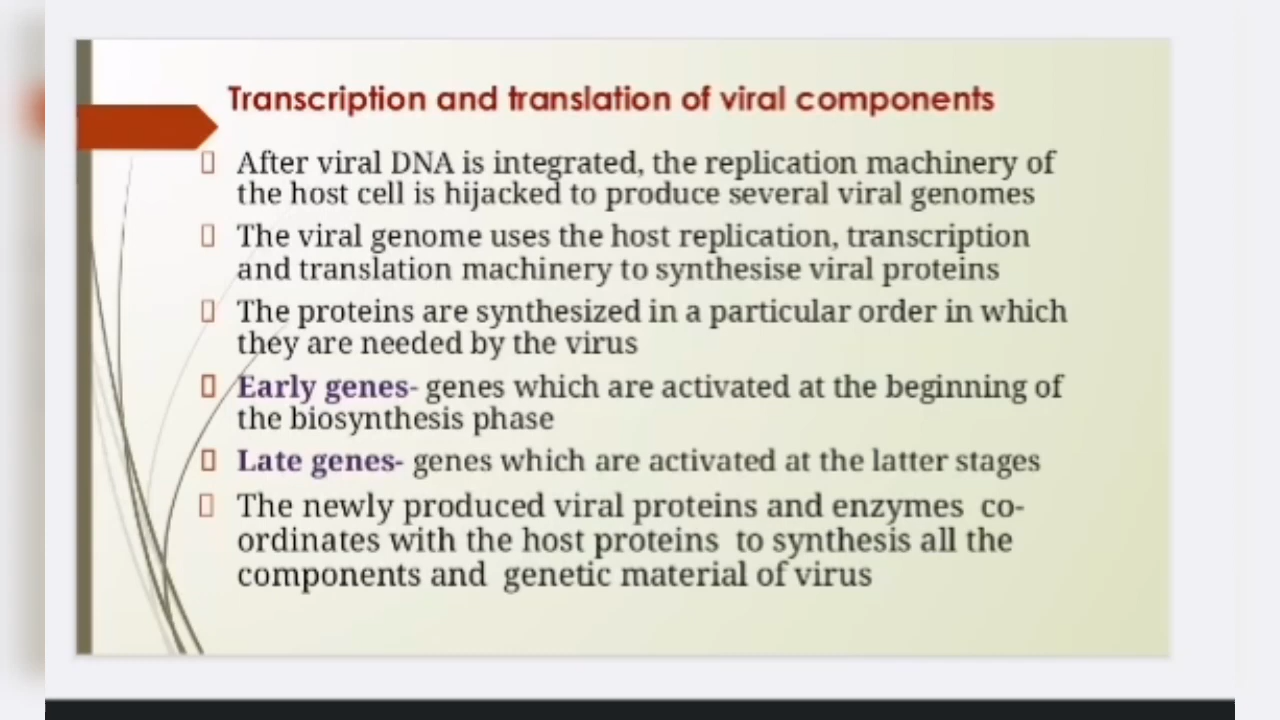 Transcription and translation of viral components
After viral DNA is integrated, the replication machinery of
the host cell is hijacked to produce several viral genomes
The viral genome uses the host replication, transcription
and translation machinery to synthesise viral proteins
The proteins are synthesized in a particular order in which
they are needed by the virus
Early genes- genes which are activated at the beginning of
the biosynthesis phase
Late genes- genes which are activated at the latter stages
The newly produced viral proteins and enzymes co-
ordinates with the host proteins to synthesis all the
components and genetic material of virus